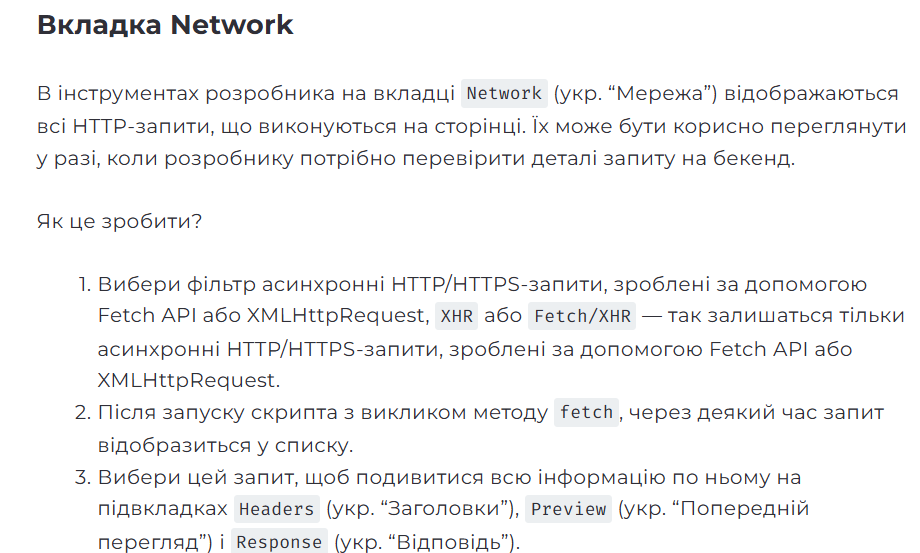 Вкладка Network
В інструментах розробника на вкладці Network (укр. “Мережа”) відображаються
всі HTTP-запити, що виконуються на сторінці. Їх може бути корисно переглянути
у разі, коли розробнику потрібно перевірити деталі запиту на бекенд.
Як це зробити?
1. Вибери фільтр асинхронні HTTP/HTTPS-запити, зроблені за допомогою
Fetch API або XMLHttpRequest, XHR або Fetch/XHR — так залишаться тільки
асинхронні HTTP/HTTPS-запити, зроблені за допомогою Fetch API або
XMLHttpRequest.
2. Після запуску скрипта з викликом методу fetch, через деякий час запит
відобразиться у списку.
3. Вибери цей запит, щоб подивитися всю інформацію по ньому на
підвкладках Headers (укр. “Заголовки”), Preview (укр. “Попередній
перегляд”) і Response (укр. “Відповідь”).